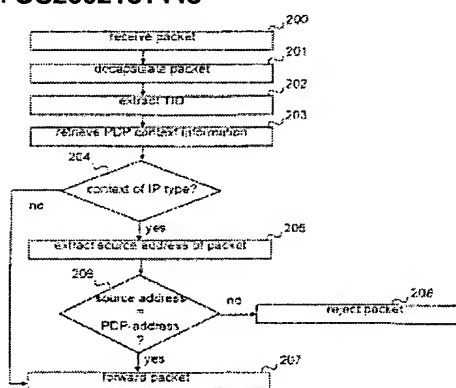 200
receive packet
201
decapsulate packet
202
extract TID
203
retrieve PDP context information
204
context of IP type?
no
yes
205
extract source address of packet
206
source address
=
PDP-address
?
no
208
reject packet
yes
207
forward packet